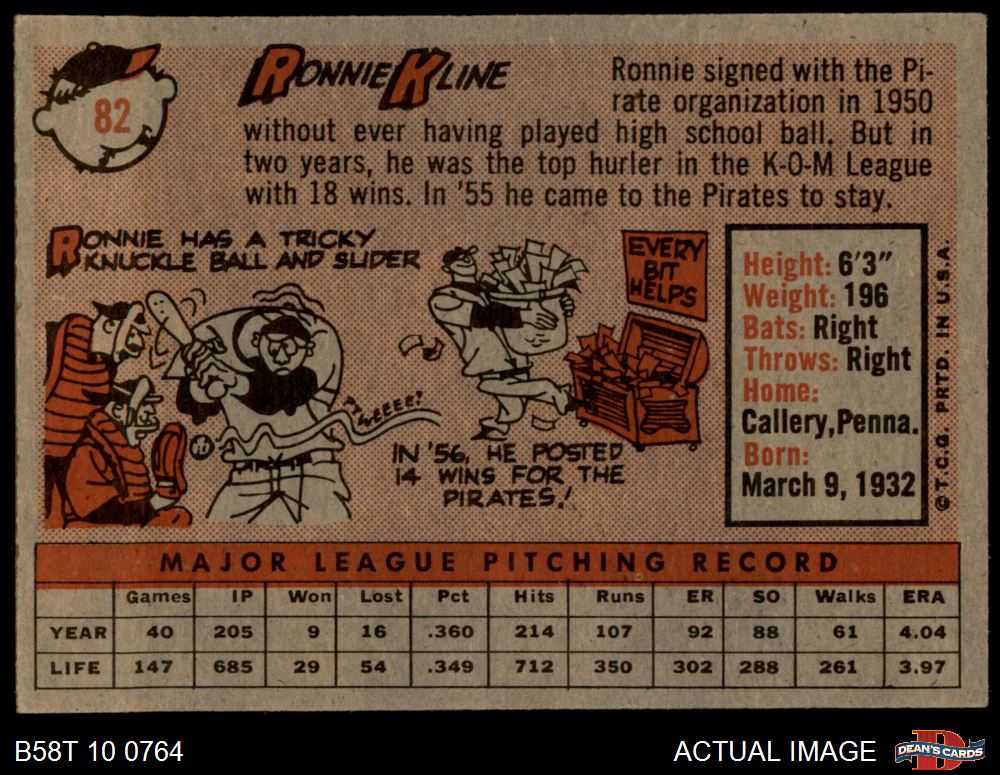 82
RONNIE KLINE
Ronnie signed with the Pi-
rate organization in 1950
without ever having played high school ball. But in
two years, he was the top hurler in the K-O-M League
with 18 wins. In '55 he came to the Pirates to stay.
RONNIE HAS A TRICKY
KNUCKLE BALL AND SLIDER
EVERY
BIT
HELPS
IN '56, HE POSTED
14 WINS FOR THE
PIRATES!
Height: 6'3"
Weight: 196
Bats: Right
Throws: Right
Home:
Callery, Penna.
Born:
March 9, 1932
© T.C.G. PRTD. IN U.S.A.
MAJOR LEAGUE PITCHING RECORD
Games IP Won Lost Pct Hits Runs ER SO Walks ERA
YEAR 40 205 9 16 .360 214 107 92 88 61 4.04
LIFE 147 685 29 54 .349 712 350 302 288 261 3.97
B58T 10 0764
ACTUAL IMAGE
DEAN'S CARDS